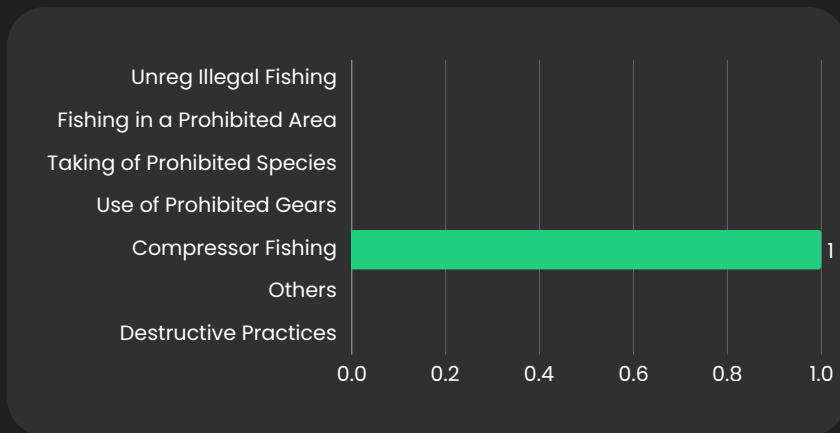 Unreg Illegal Fishing
Fishing in a Prohibited Area
Taking of Prohibited Species
Use of Prohibited Gears
Compressor Fishing
1
Others
Destructive Practices
0.0 0.2 0.4 0.6 0.8 1.0